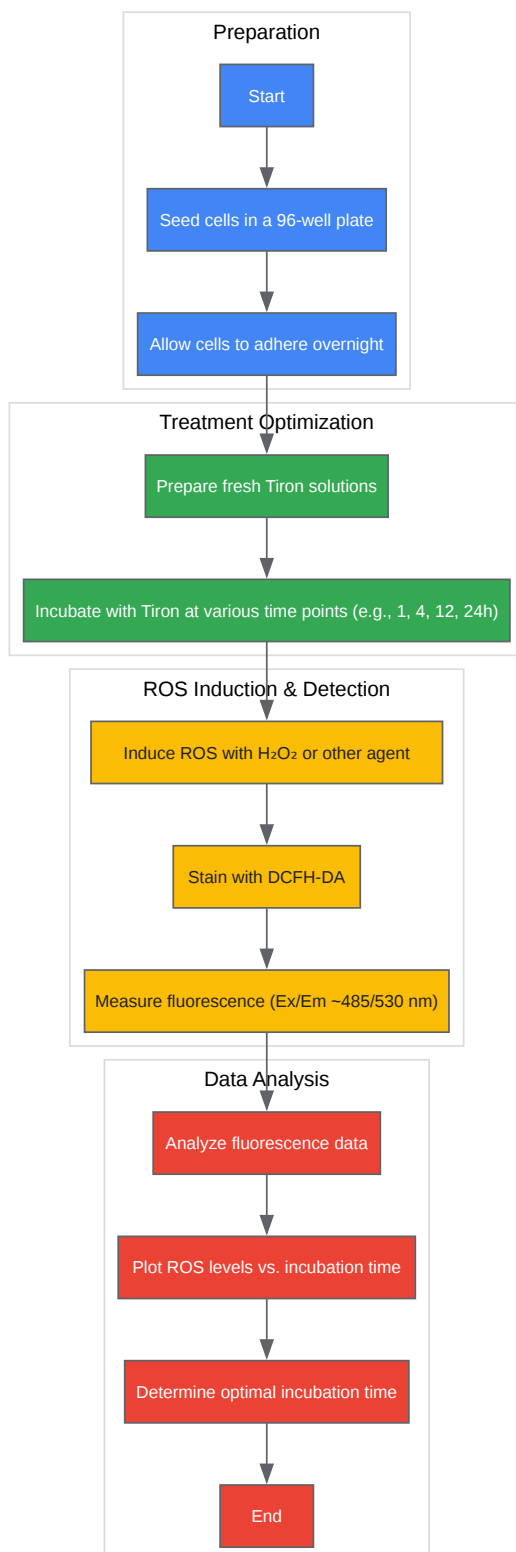 Preparation
Start
Seed cells in a 96-well plate
Allow cells to adhere overnight
Treatment Optimization
Prepare fresh Tiron solutions
Incubate with Tiron at various time points (e.g., 1, 4, 12, 24h)
ROS Induction & Detection
Induce ROS with H₂O₂ or other agent
Stain with DCFH-DA
Measure fluorescence (Ex/Em ~485/530 nm)
Data Analysis
Analyze fluorescence data
Plot ROS levels vs. incubation time
Determine optimal incubation time
End